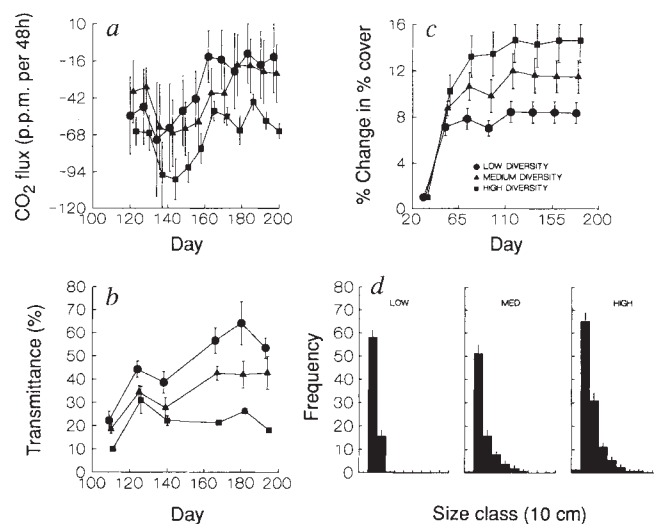 a
CO2 flux (p.p.m. per 48h)
10
-16
-42
-68
-94
-120
100 120 140 160 180 200
Day
c
% Change in % cover
16
12
8
4
0
LOW DIVERSITY
MEDIUM DIVERSITY
HIGH DIVERSITY
20 65 110 155 200
Day
b
Transmittance (%)
80
70
60
50
40
30
20
10
0
100 120 140 160 180 200
Day
d
Frequency
80
70
60
50
40
30
20
10
0
LOW MED HIGH
Size class (10 cm)